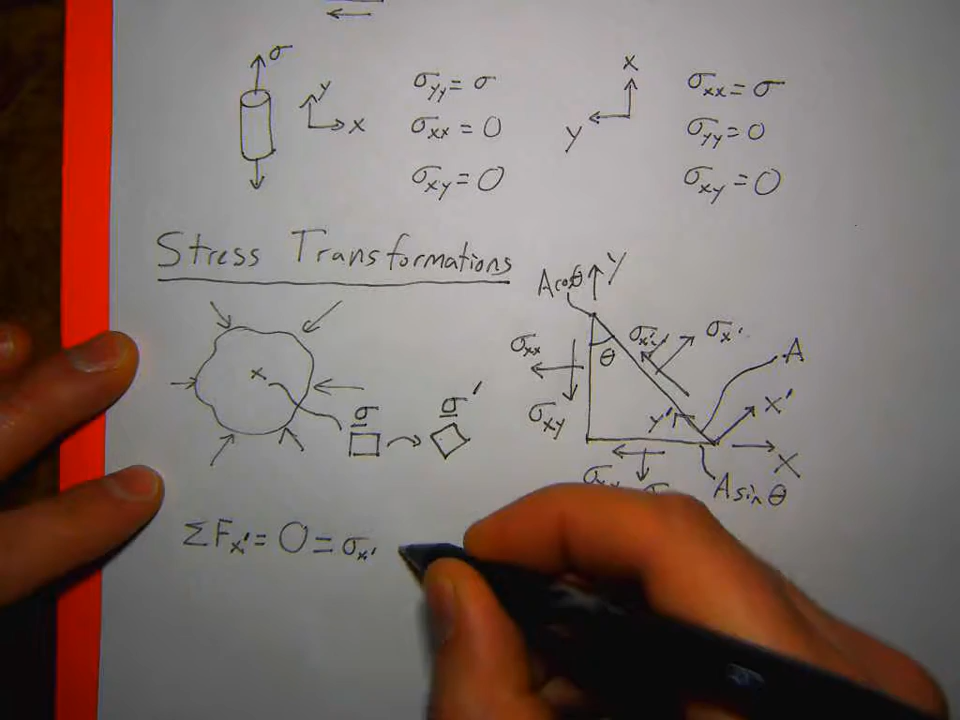 σ
y
x
σyy = σ
σxx = 0
σxy = 0
x
y
σxx = σ
σyy = 0
σxy = 0
Stress Transformations
x
σ
σ'
Acosθ
Y
σxx
σxy
θ
σx'y'
σx'
A
y'
x'
X
A sin θ
ΣFx' = 0 = σx'